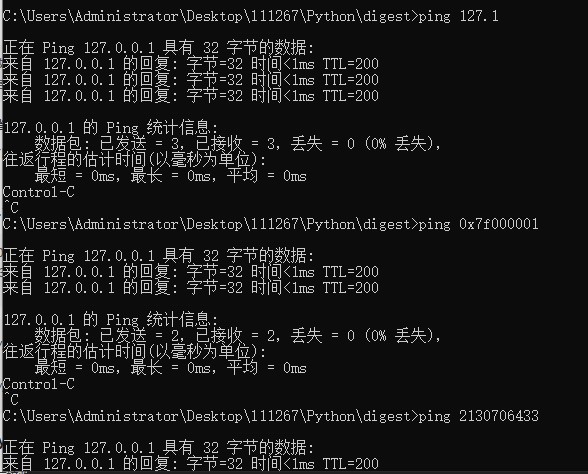 C:\Users\Administrator\Desktop\111267\Python\digest>ping 127.1
正在 Ping 127.0.0.1 具有 32 字节的数据:
来自 127.0.0.1 的回复: 字节=32 时间<1ms TTL=200
来自 127.0.0.1 的回复: 字节=32 时间<1ms TTL=200
来自 127.0.0.1 的回复: 字节=32 时间<1ms TTL=200
127.0.0.1 的 Ping 统计信息:
数据包: 已发送 = 3，已接收 = 3，丢失 = 0 (0% 丢失)，
往返行程的估计时间(以毫秒为单位):
最短 = 0ms，最长 = 0ms，平均 = 0ms
Control-C
^C
C:\Users\Administrator\Desktop\111267\Python\digest>ping 0x7f000001
正在 Ping 127.0.0.1 具有 32 字节的数据:
来自 127.0.0.1 的回复: 字节=32 时间<1ms TTL=200
来自 127.0.0.1 的回复: 字节=32 时间<1ms TTL=200
127.0.0.1 的 Ping 统计信息:
数据包: 已发送 = 2，已接收 = 2，丢失 = 0 (0% 丢失)，
往返行程的估计时间(以毫秒为单位):
最短 = 0ms，最长 = 0ms，平均 = 0ms
Control-C
^C
C:\Users\Administrator\Desktop\111267\Python\digest>ping 2130706433
正在 Ping 127.0.0.1 具有 32 字节的数据:
来自 127.0.0.1 的回复: 字节=32 时间<1ms TTL=200